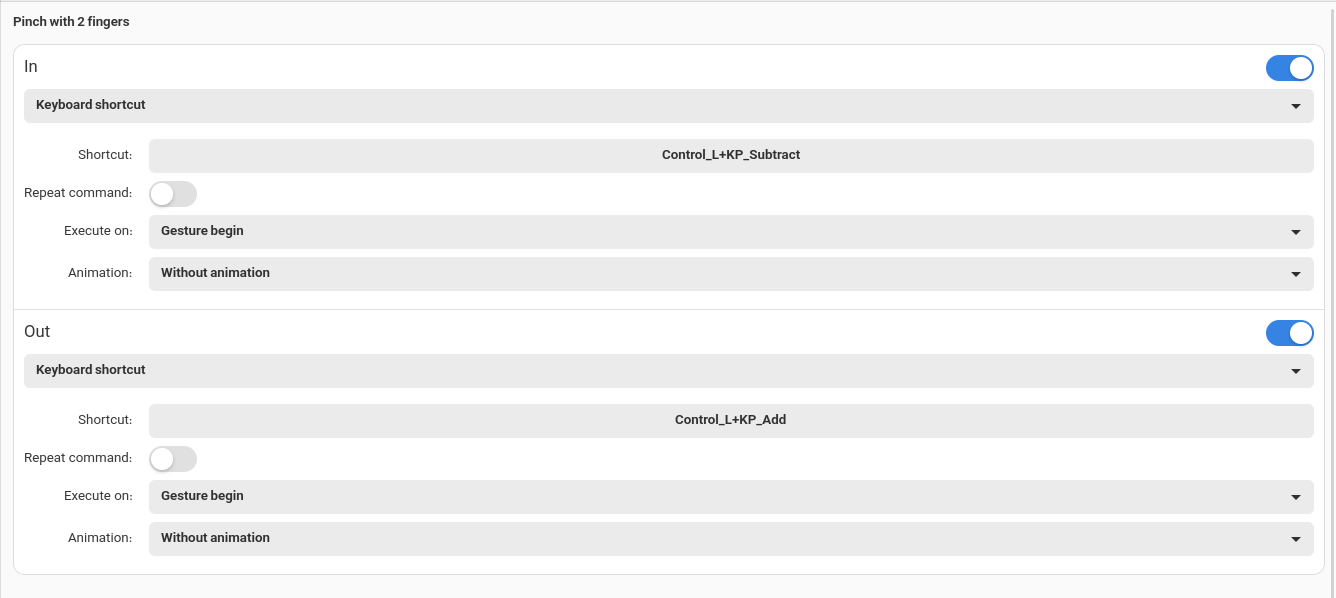 Pinch with 2 fingers
In
Keyboard shortcut
Shortcut: Control_L+KP_Subtract
Repeat command:
Execute on: Gesture begin
Animation: Without animation
Out
Keyboard shortcut
Shortcut: Control_L+KP_Add
Repeat command:
Execute on: Gesture begin
Animation: Without animation